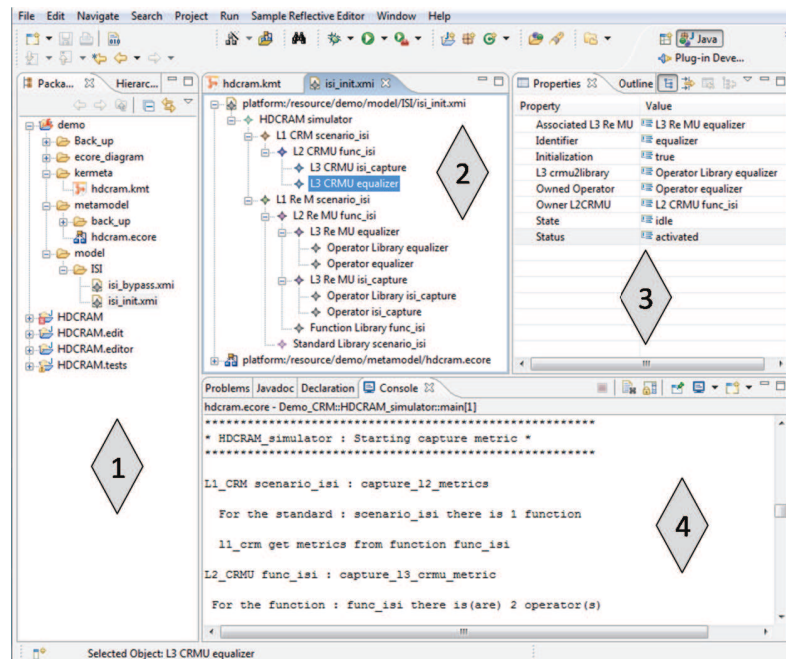 File Edit Navigate Search Project Run Sample Reflective Editor Window Help
Java
Plug-in Deve...
Packa... Hierarc...
demo
Back_up
ecore_diagram
kermeta
hdcram.kmt
metamodel
back_up
hdcram.ecore
model
ISI
isi_bypass.xmi
isi_init.xmi
HDCRAM
HDCRAM.edit
HDCRAM.editor
HDCRAM.tests
1
hdcram.kmt isi_init.xmi
platform:/resource/demo/model/ISI/isi_init.xmi
HDCRAM simulator
L1 CRM scenario_isi
L2 CRMU func_isi
L3 CRMU isi_capture
L3 CRMU equalizer
L1 Re M scenario_isi
L2 Re MU func_isi
L3 Re MU equalizer
Operator Library equalizer
Operator equalizer
L3 Re MU isi_capture
Operator Library isi_capture
Operator isi_capture
Function Library func_isi
Standard Library scenario_isi
platform:/resource/demo/metamodel/hdcram.ecore
2
Properties Outline
Property Value
Associated L3 Re MU L3 Re MU equalizer
Identifier equalizer
Initialization true
L3 crmu2library Operator Library equalizer
Owned Operator Operator equalizer
Owner L2CRMU L2 CRMU func_isi
State idle
Status activated
3
Problems Javadoc Declaration Console
hdcram.ecore - Demo_CRM::HDCRAM_simulator::main[1]
******************************************************
* HDCRAM_simulator : Starting capture metric *
******************************************************
L1_CRM scenario_isi : capture_l2_metrics
For the standard : scenario_isi there is 1 function
l1_crm get metrics from function func_isi
L2_CRMU func_isi : capture_l3_crmu_metric
For the function : func_isi there is(are) 2 operator(s)
4
Selected Object: L3 CRMU equalizer